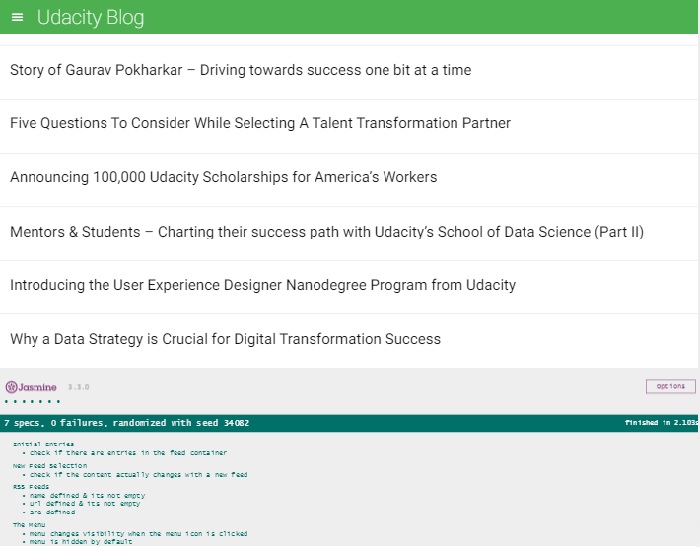 Udacity Blog
Story of Gaurav Pokharkar – Driving towards success one bit at a time
Five Questions To Consider While Selecting A Talent Transformation Partner
Announcing 100,000 Udacity Scholarships for America’s Workers
Mentors & Students – Charting their success path with Udacity’s School of Data Science (Part II)
Introducing the User Experience Designer Nanodegree Program from Udacity
Why a Data Strategy is Crucial for Digital Transformation Success
Jasmine 3.3.0
Options
7 specs, 0 failures, randomized with seed 34082
finished in 2.103s
Initial Entries
• check if there are entries in the feed container
New Feed Selection
• check if the content actually changes with a new feed
RSS Feeds
• name defined & its not empty
• url defined & its not empty
• are defined
The Menu
• menu changes visibility when the menu icon is clicked
• menu is hidden by default